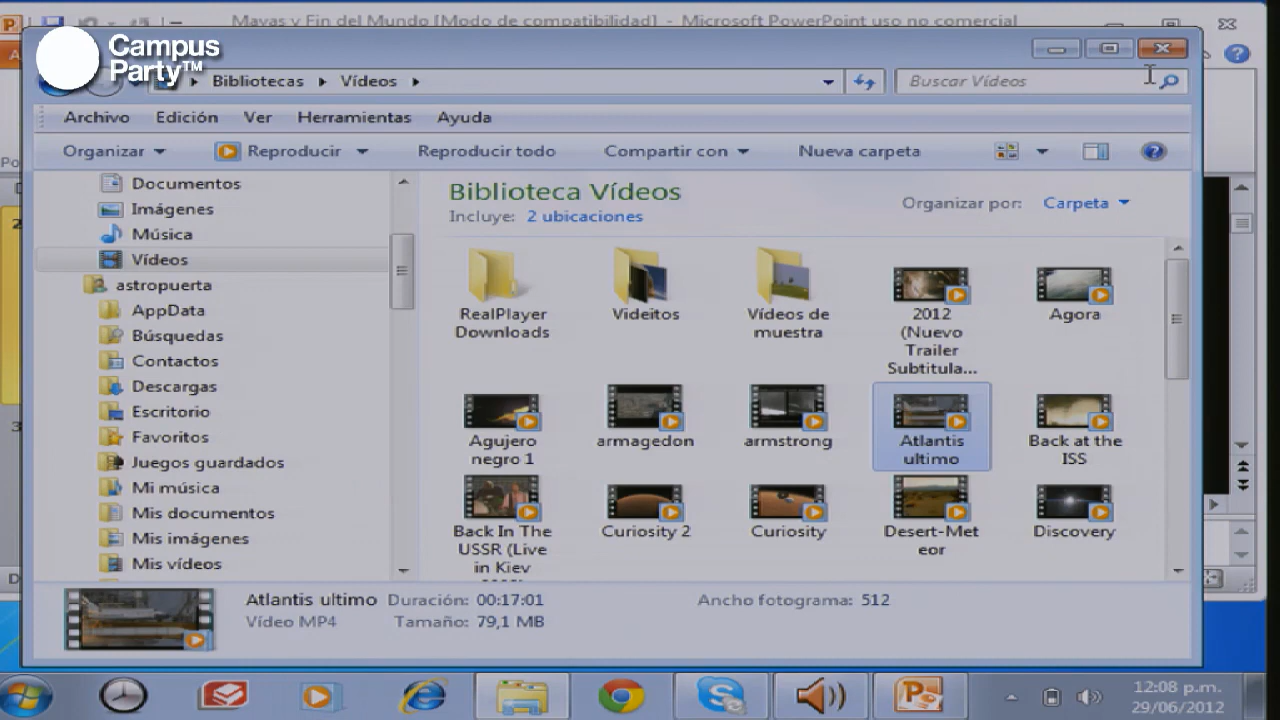 Mayas y Fin del Mundo [Modo de compatibilidad] - Microsoft PowerPoint uso no comercial
Campus
Party™
Bibliotecas
Vídeos
Buscar Vídeos
Archivo
Edición
Ver
Herramientas
Ayuda
Organizar
Reproducir
Reproducir todo
Compartir con
Nueva carpeta
Documentos
Imágenes
Música
Vídeos
astropuerta
AppData
Búsquedas
Contactos
Descargas
Escritorio
Favoritos
Juegos guardados
Mi música
Mis documentos
Mis imágenes
Mis vídeos
Biblioteca Vídeos
Incluye: 2 ubicaciones
Organizar por: Carpeta
RealPlayer
Downloads
Videitos
Vídeos de
muestra
2012
(Nuevo
Trailer
Subtitula...
Agora
Agujero
negro 1
armagedon
armstrong
Atlantis
ultimo
Back at the
ISS
Back In The
USSR (Live
in Kiev
Curiosity 2
Curiosity
Desert-Met
eor
Discovery
Atlantis ultimo
Vídeo MP4
Duración: 00:17:01
Tamaño: 79,1 MB
Ancho fotograma: 512
12:08 p.m.
29/06/2012